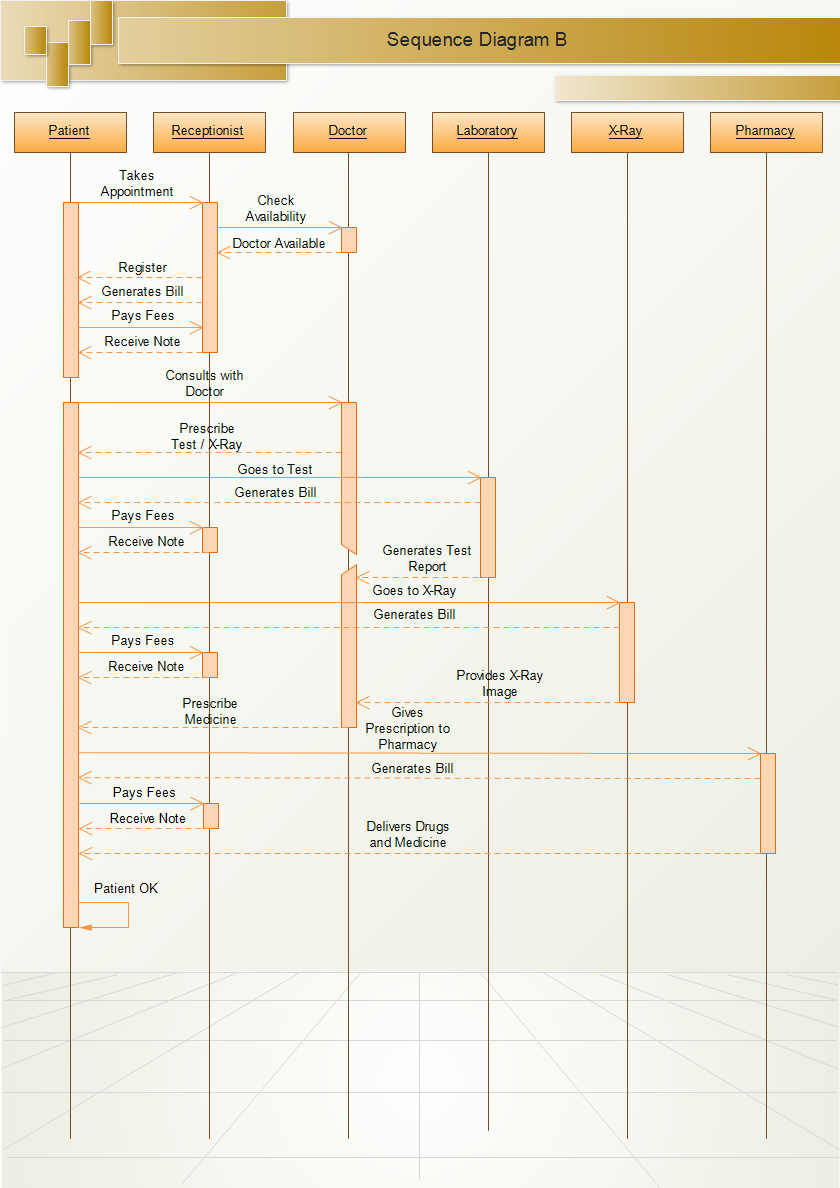 Sequence Diagram B
Patient
Receptionist
Doctor
Laboratory
X-Ray
Pharmacy
Takes
Appointment
Check
Availability
Doctor Available
Register
Generates Bill
Pays Fees
Receive Note
Consults with
Doctor
Prescribe
Test / X-Ray
Goes to Test
Generates Bill
Pays Fees
Receive Note
Generates Test
Report
Goes to X-Ray
Generates Bill
Pays Fees
Receive Note
Provides X-Ray
Image
Prescribe
Medicine
Gives
Prescription to
Pharmacy
Generates Bill
Pays Fees
Receive Note
Delivers Drugs
and Medicine
Patient OK